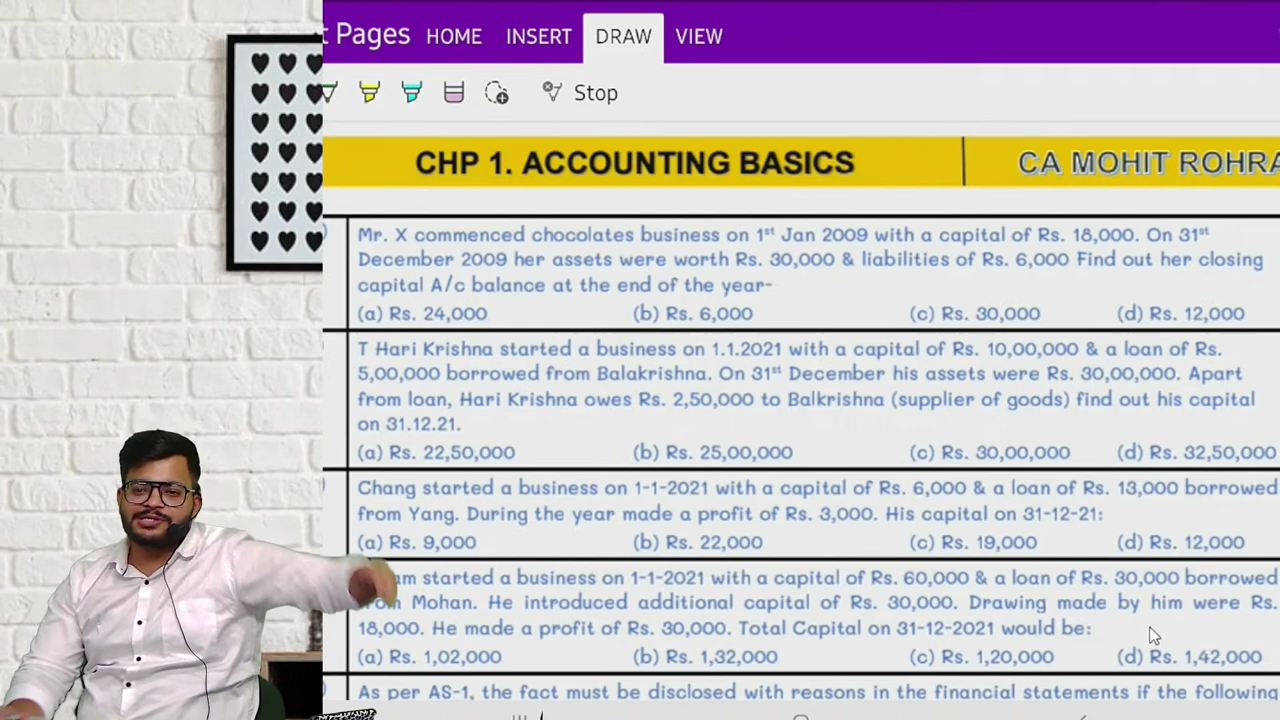 t Pages HOME INSERT DRAW VIEW
Stop
CHP 1. ACCOUNTING BASICS
CA MOHIT ROHRA
Mr. X commenced chocolates business on 1st Jan 2009 with a capital of Rs. 18,000. On 31st
December 2009 her assets were worth Rs. 30,000 & liabilities of Rs. 6,000 Find out her closing
capital A/c balance at the end of the year-
(a) Rs. 24,000 (b) Rs. 6,000 (c) Rs. 30,000 (d) Rs. 12,000
T Hari Krishna started a business on 1.1.2021 with a capital of Rs. 10,00,000 & a loan of Rs.
5,00,000 borrowed from Balakrishna. On 31st December his assets were Rs. 30,00,000. Apart
from loan, Hari Krishna owes Rs. 2,50,000 to Balkrishna (supplier of goods) find out his capital
on 31.12.21.
(a) Rs. 22,50,000 (b) Rs. 25,00,000 (c) Rs. 30,00,000 (d) Rs. 32,50,000
Chang started a business on 1-1-2021 with a capital of Rs. 6,000 & a loan of Rs. 13,000 borrowed
from Yang. During the year made a profit of Rs. 3,000. His capital on 31-12-21:
(a) Rs. 9,000 (b) Rs. 22,000 (c) Rs. 19,000 (d) Rs. 12,000
am started a business on 1-1-2021 with a capital of Rs. 60,000 & a loan of Rs. 30,000 borrowed
Mohan. He introduced additional capital of Rs. 30,000. Drawing made by him were Rs.
18,000. He made a profit of Rs. 30,000. Total Capital on 31-12-2021 would be:
(a) Rs. 1,02,000 (b) Rs. 1,32,000 (c) Rs. 1,20,000 (d) Rs. 1,42,000
As per AS-1, the fact must be disclosed with reasons in the financial statements if the following